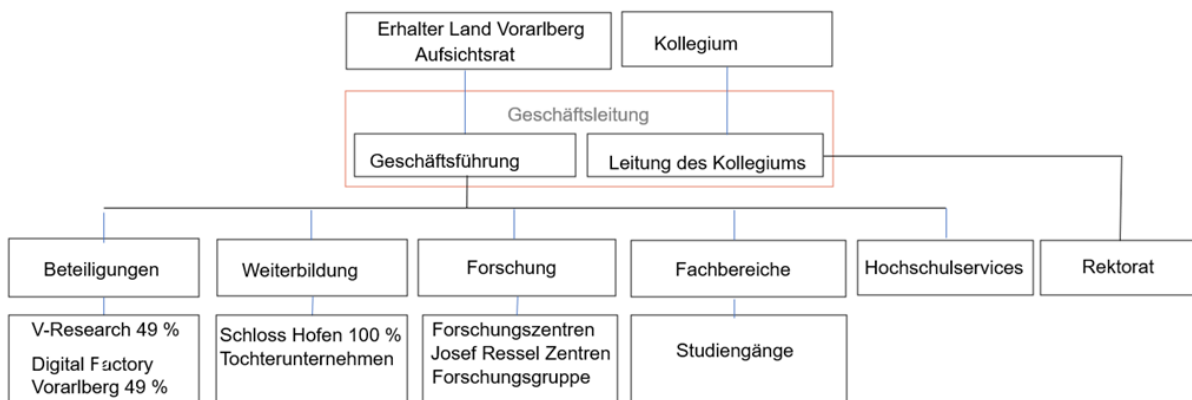 Erhalter Land Vorarlberg
Aufsichtsrat
Kollegium
Geschäftsleitung
Geschäftsführung
Leitung des Kollegiums
Beteiligungen
Weiterbildung
Forschung
Fachbereiche
Hochschulservices
Rektorat
V-Research 49 %
Digital Factory
Vorarlberg 49 %
Schloss Hofen 100 %
Tochterunternehmen
Forschungszentren
Josef Ressel Zentren
Forschungsgruppe
Studiengänge